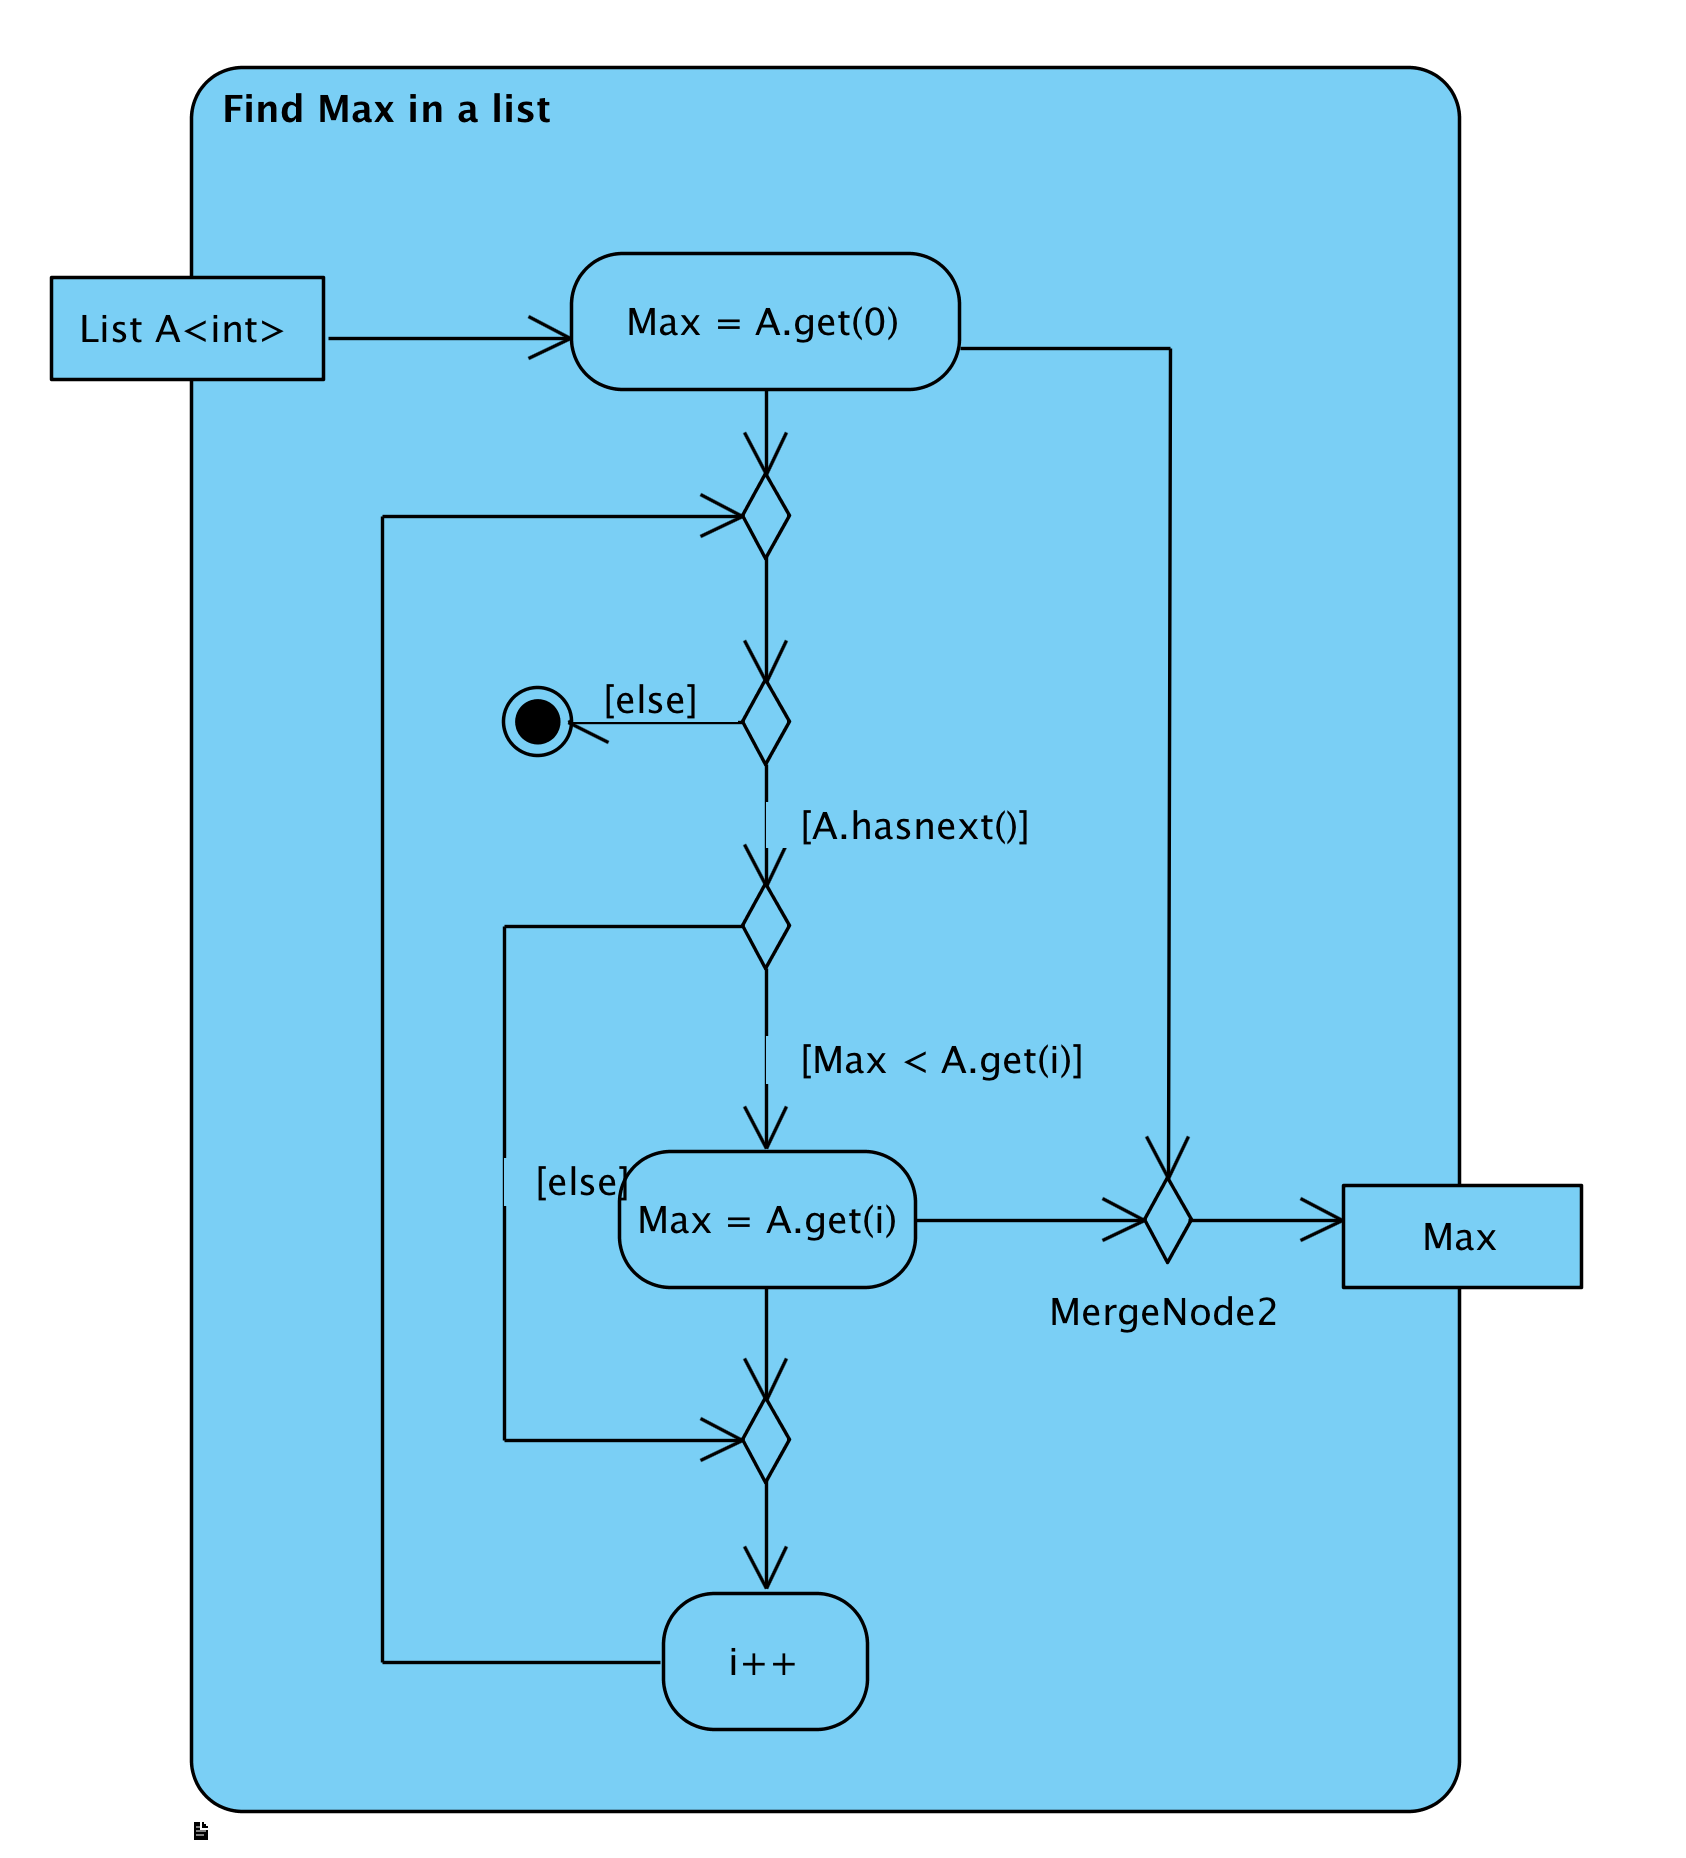 Find Max in a list
List A<int>
Max = A.get(0)
[else]
[A.hasnext()]
[Max < A.get(i)]
[else]
Max = A.get(i)
Max
MergeNode2
i++